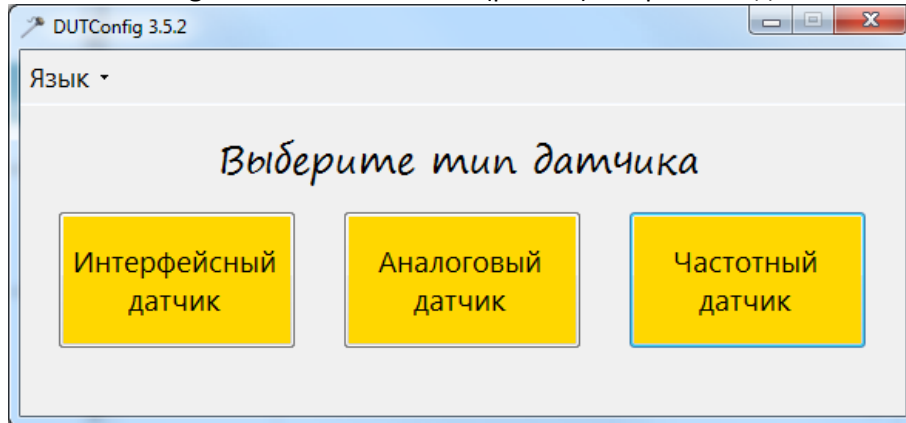 DUTConfig 3.5.2
Язык
Выберите тип датчика
Интерфейсный
датчик
Аналоговый
датчик
Частотный
датчик